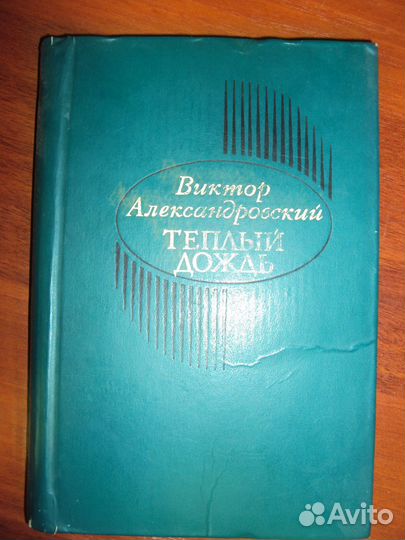 Виктор
Александровский
ТЕПЛЫЙ
ДОЖДЬ
Avito